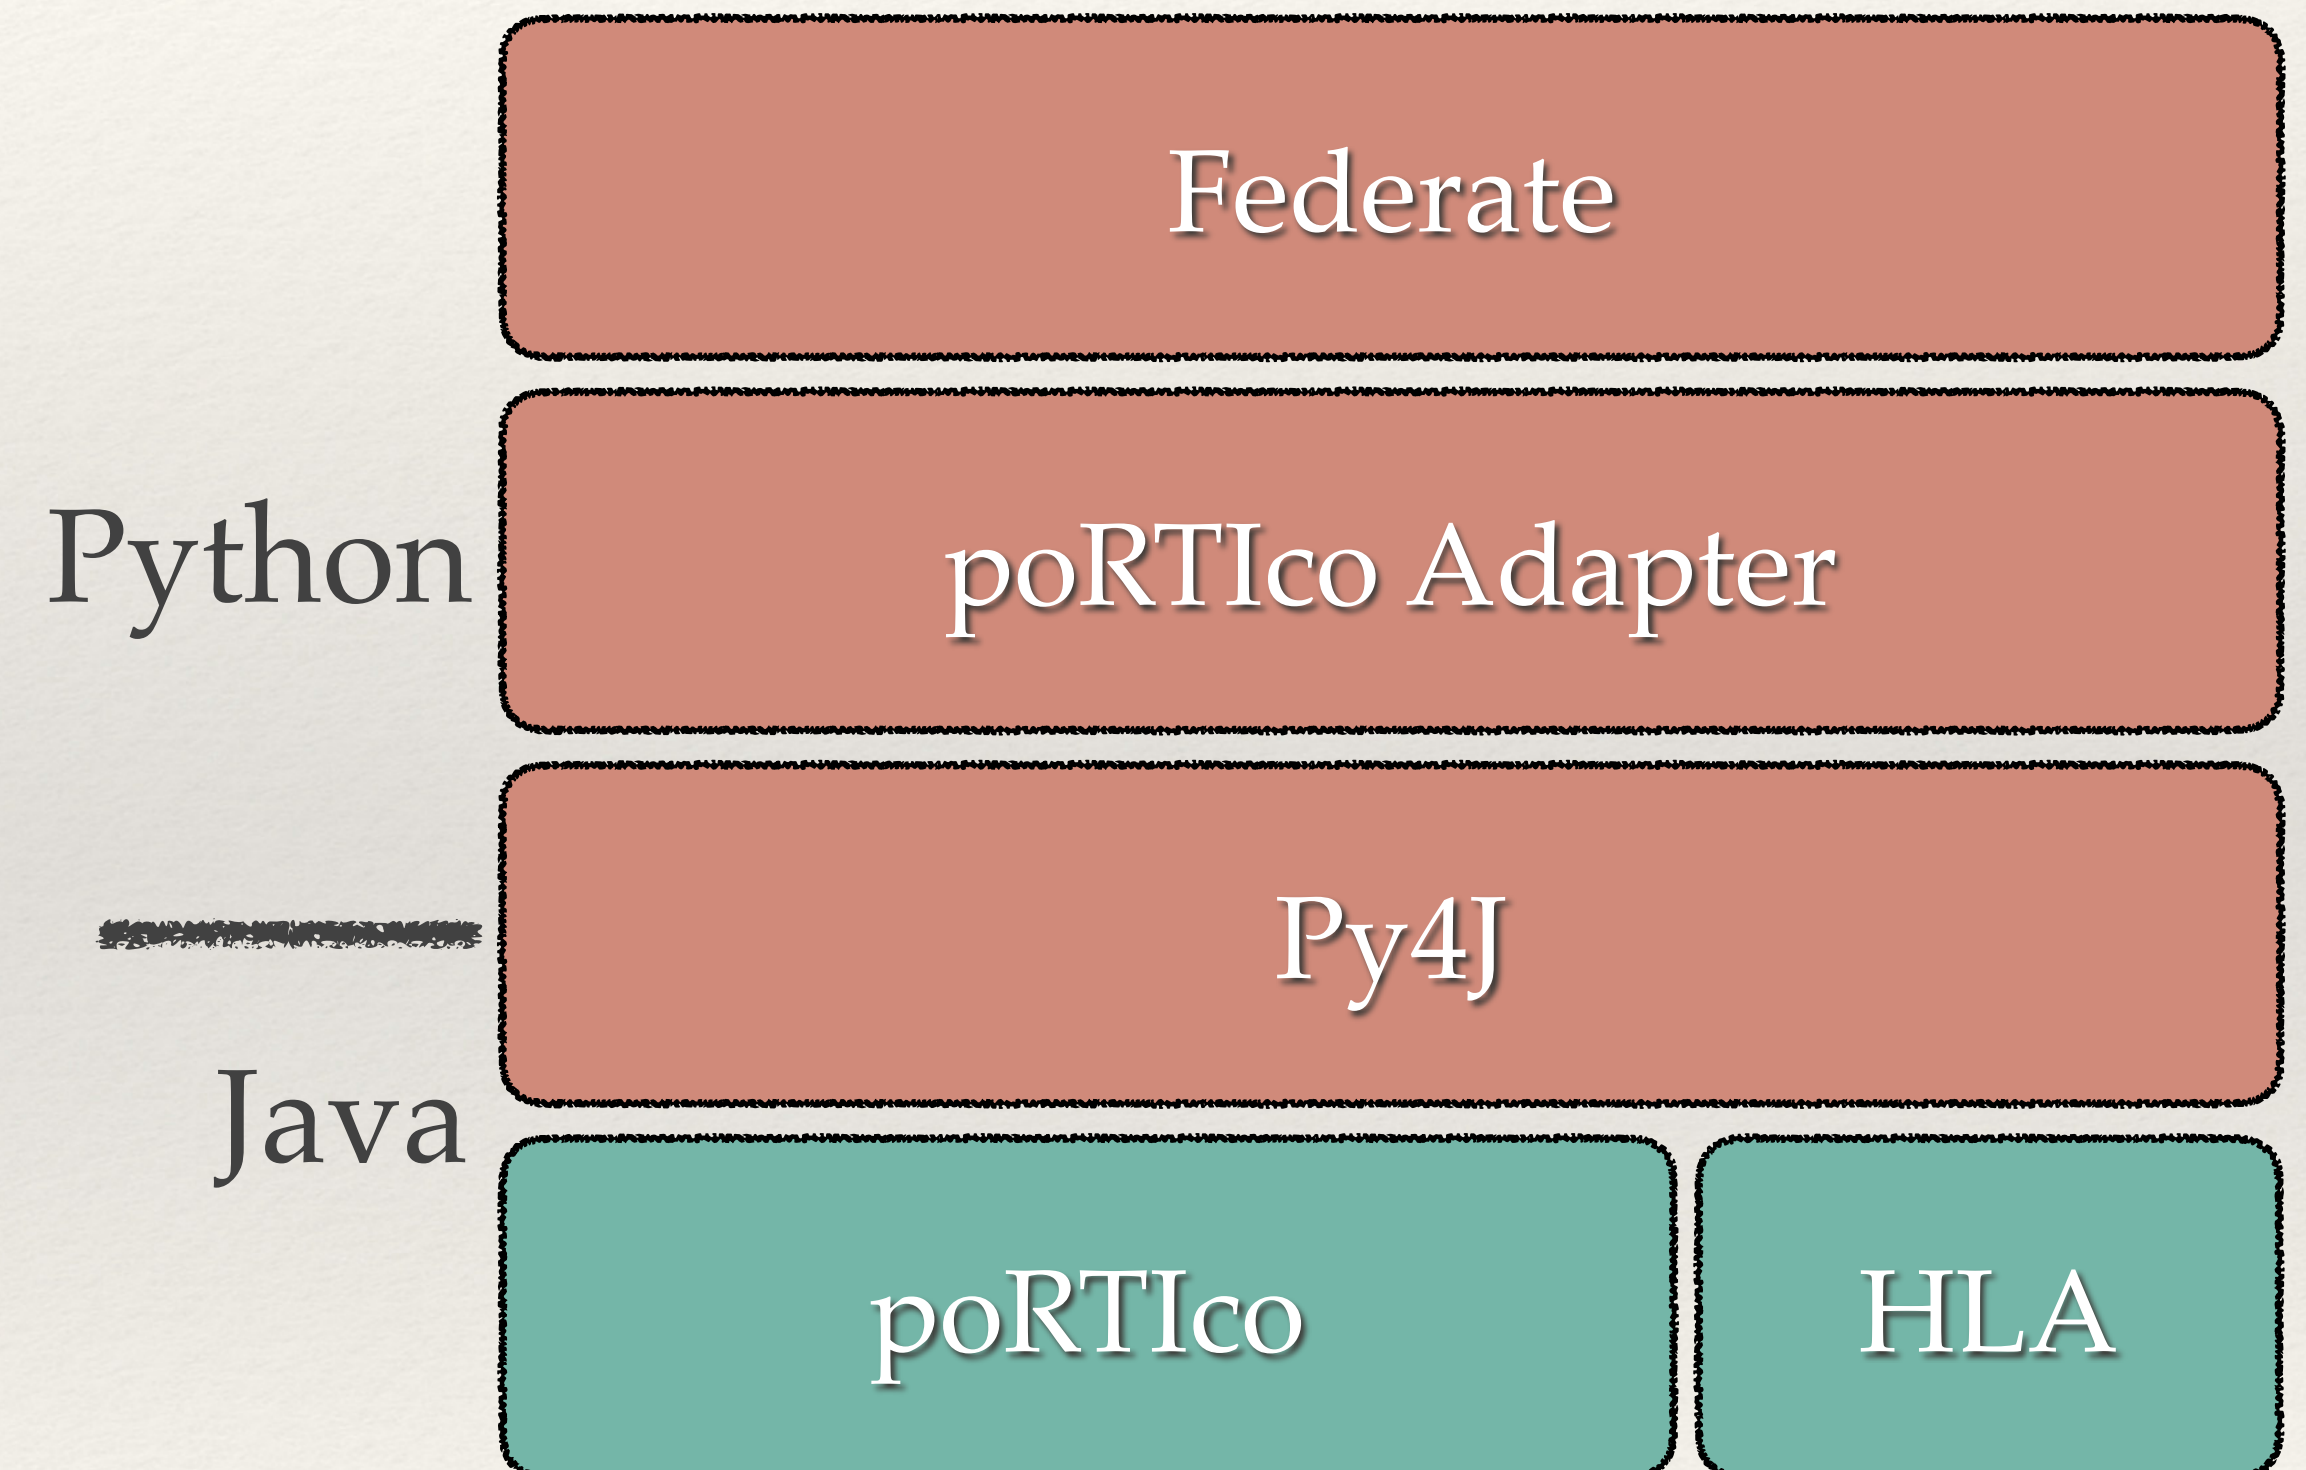 Federate
Python
poRTIco Adapter
Py4J
Java
poRTIco
HLA